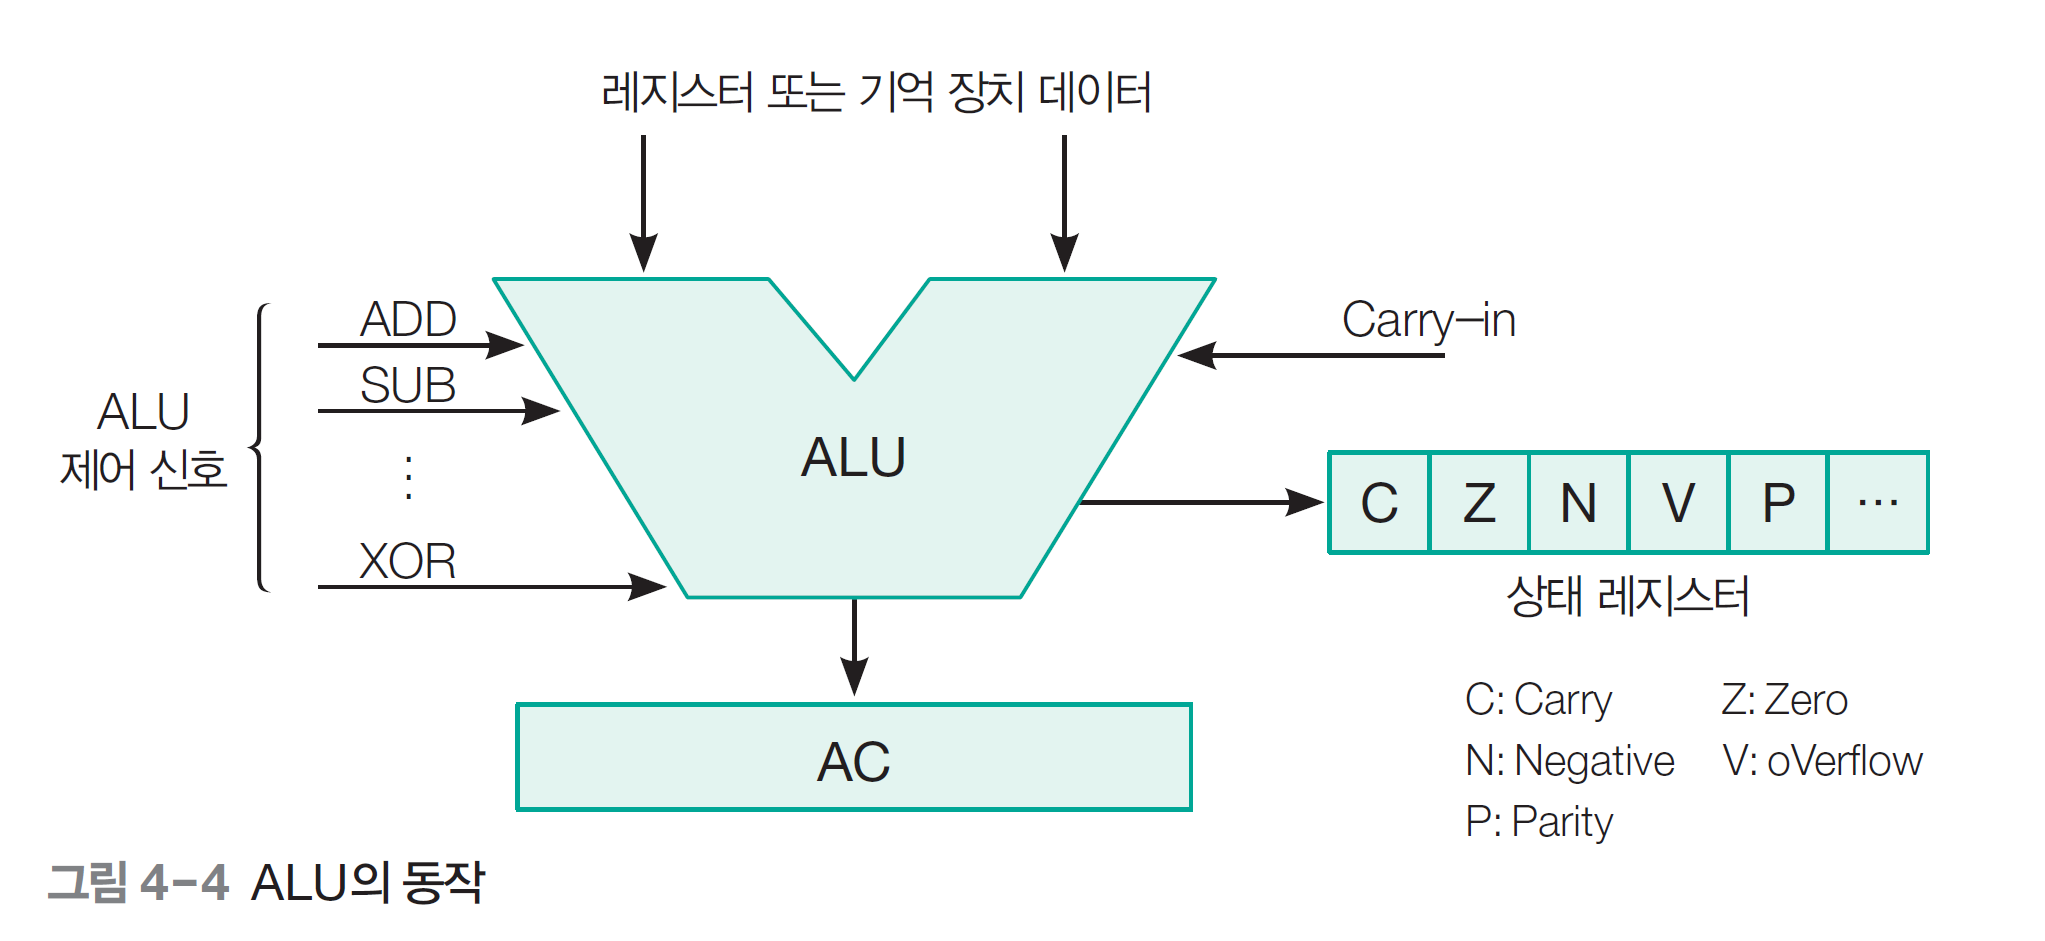 레지스터 또는 기억 장치 데이터
ADD
Carry–in
SUB
ALU
제어 신호
⋮
ALU
C Z N V P ⋯
XOR
상태 레지스터
AC
C: Carry Z: Zero
N: Negative V: oVerflow
P: Parity
그림 4–4 ALU의 동작